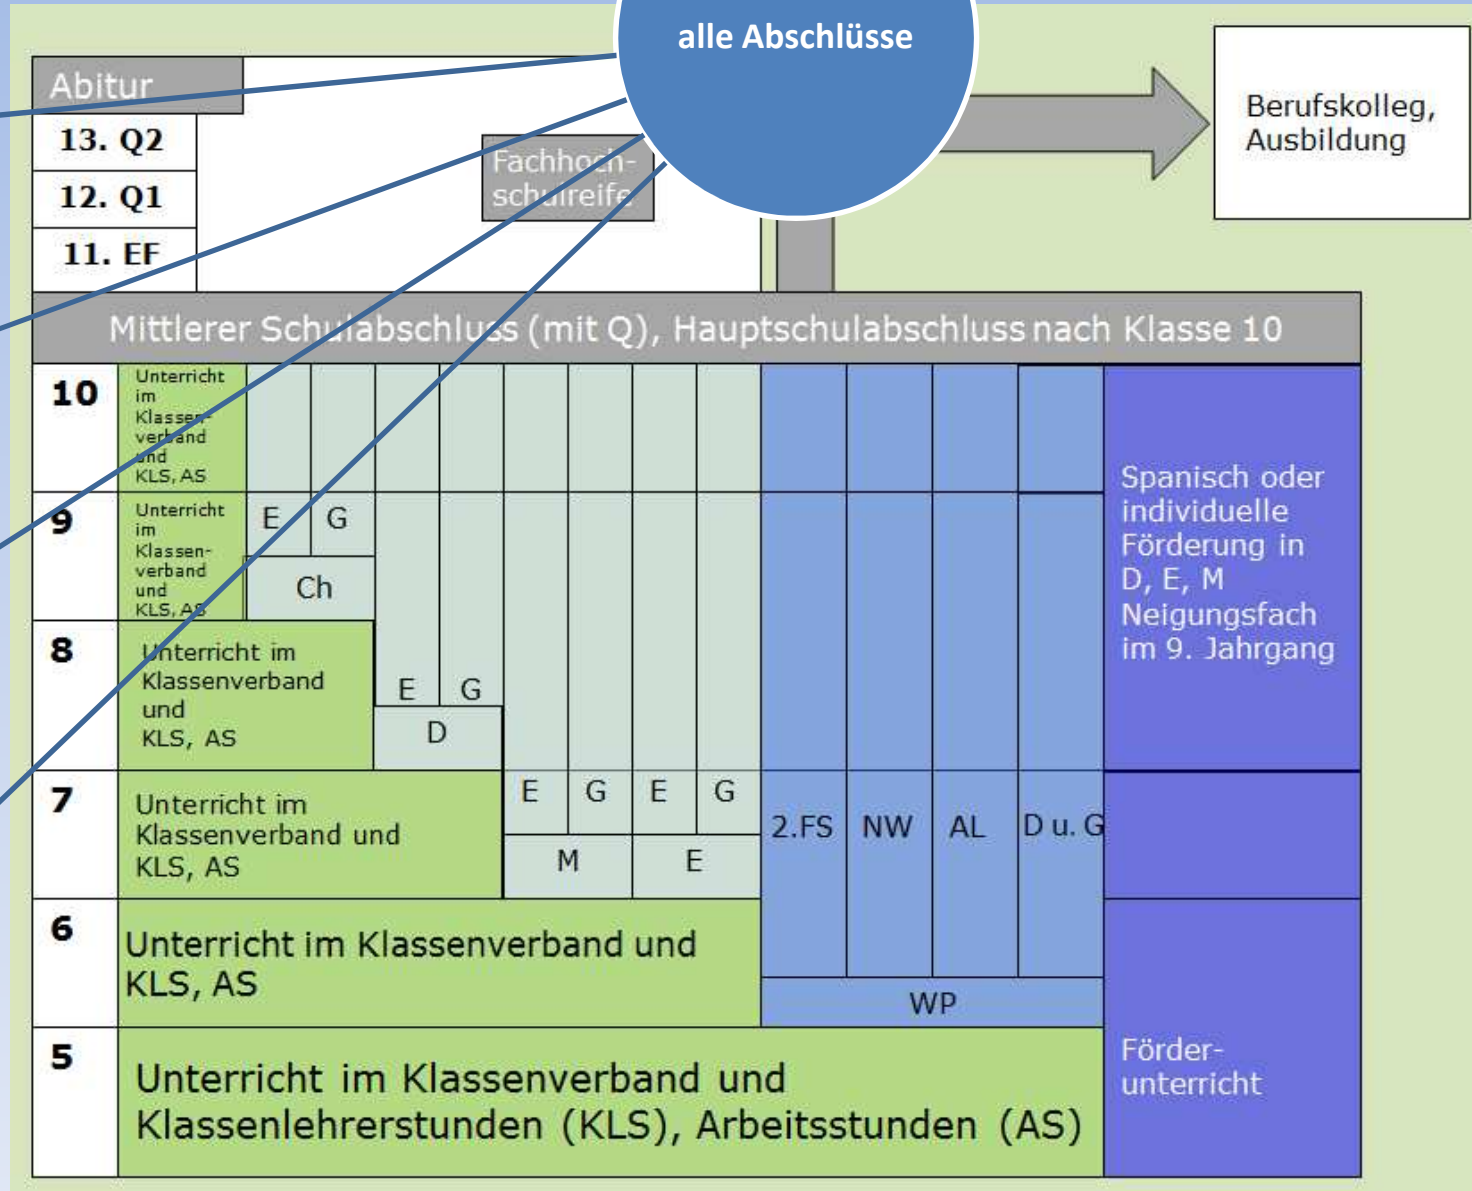 alle Abschlüsse
Abitur
13. Q2
12. Q1
11. EF
Fachhoch-
schulreife
Berufskolleg,
Ausbildung
Mittlerer Schulabschluss (mit Q), Hauptschulabschluss nach Klasse 10
10
Unterricht
im
Klassen-
verband
und
KLS, AS
9
Unterricht
im
Klassen-
verband
und
KLS, AS
E
G
Ch
8
Unterricht im
Klassenverband
und
KLS, AS
E
G
D
Spanisch oder
individuelle
Förderung in
D, E, M
Neigungsfach
im 9. Jahrgang
7
Unterricht im
Klassenverband und
KLS, AS
E
G
E
G
M
E
2.FS
NW
AL
D u. G
6
Unterricht im Klassenverband und
KLS, AS
WP
5
Unterricht im Klassenverband und
Klassenlehrerstunden (KLS), Arbeitsstunden (AS)
Förder-
unterricht